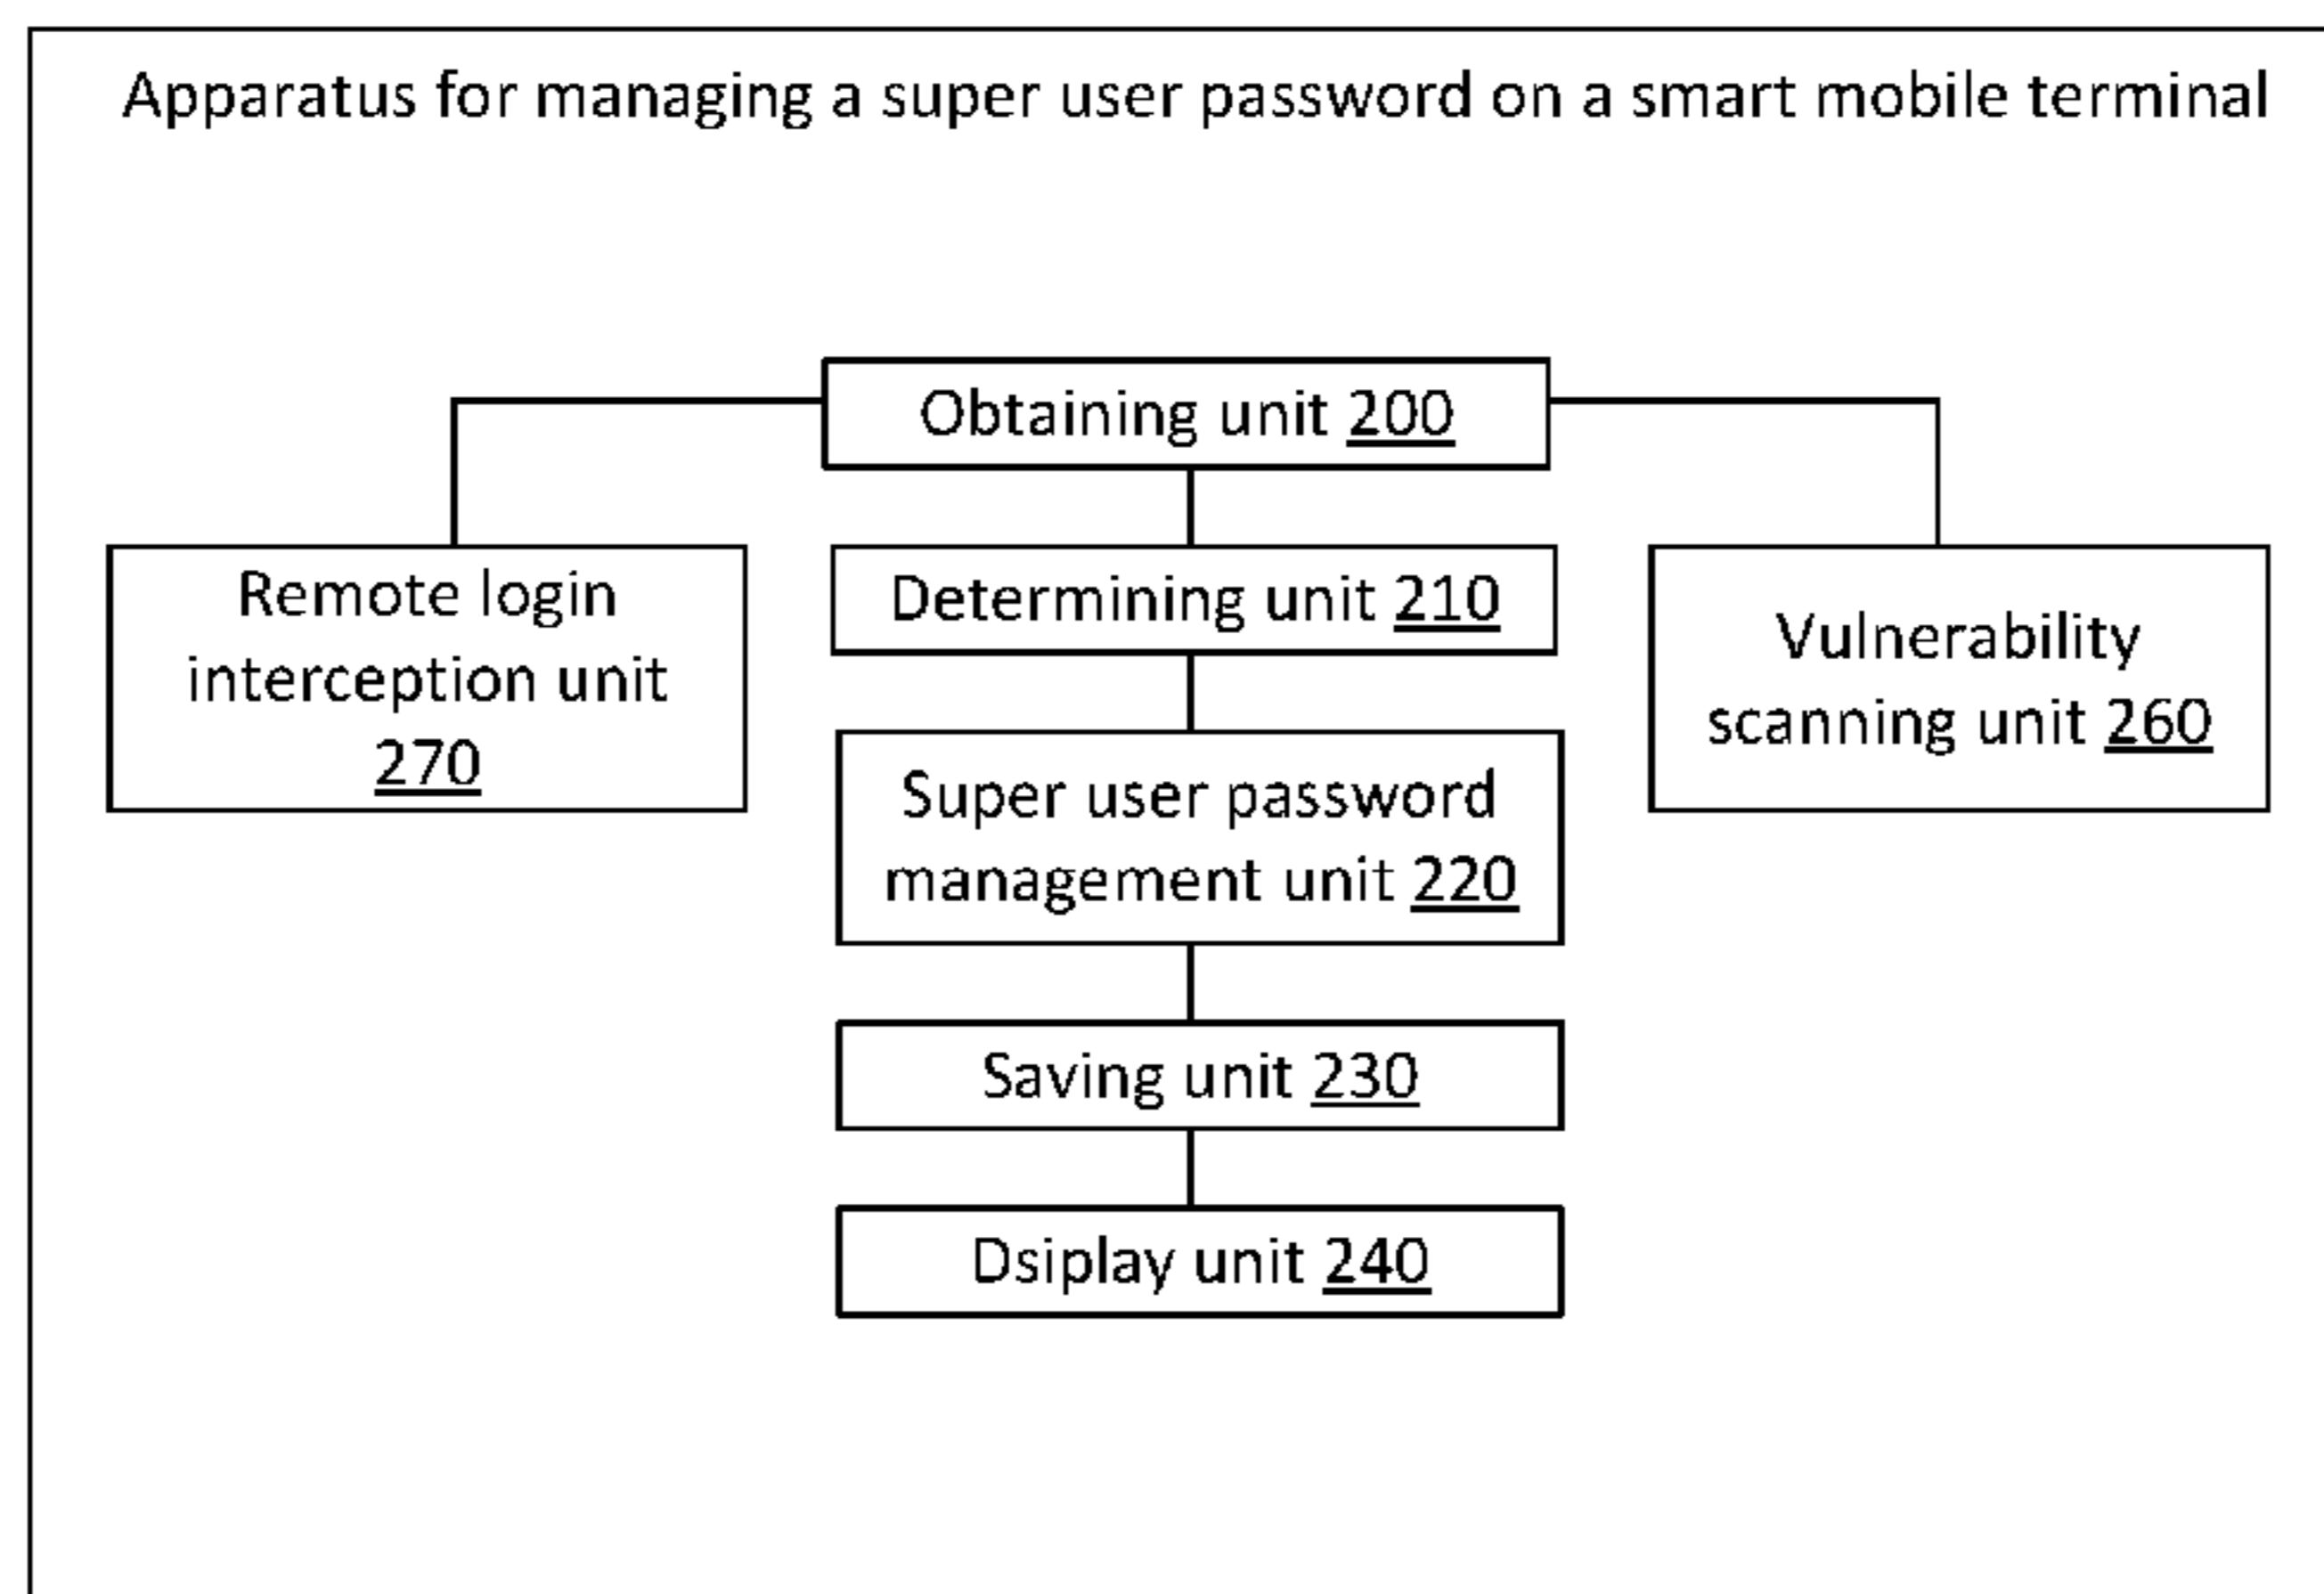 Apparatus for managing a super user password on a smart mobile terminal
Obtaining unit 200
Remote login
interception unit
270
Determining unit 210
Vulnerability
scanning unit 260
Super user password
management unit 220
Saving unit 230
Dsiplay unit 240